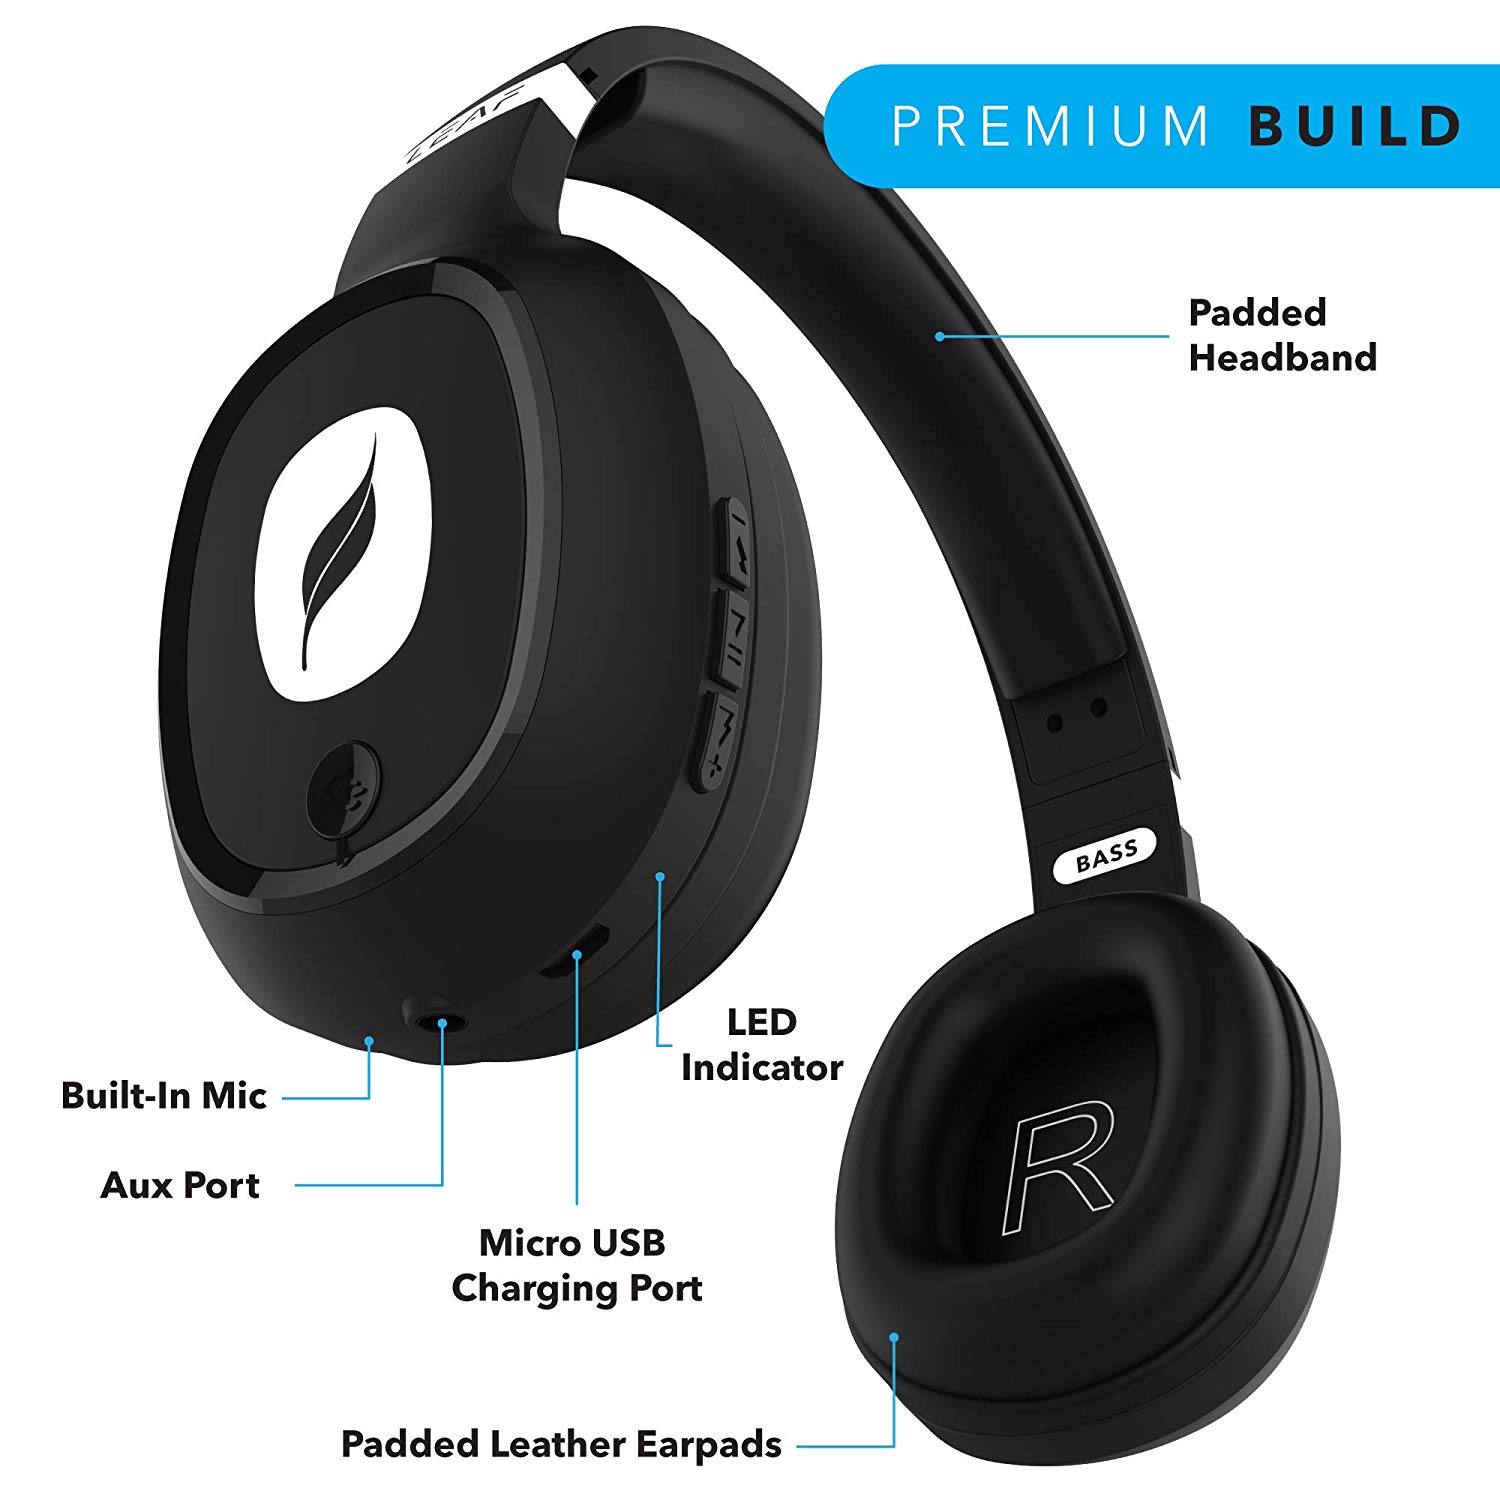 LEAF
PREMIUM BUILD
Padded
Headband
BASS
LED
Indicator
Built-In Mic
Aux Port
R
Micro USB
Charging Port
Padded Leather Earpads